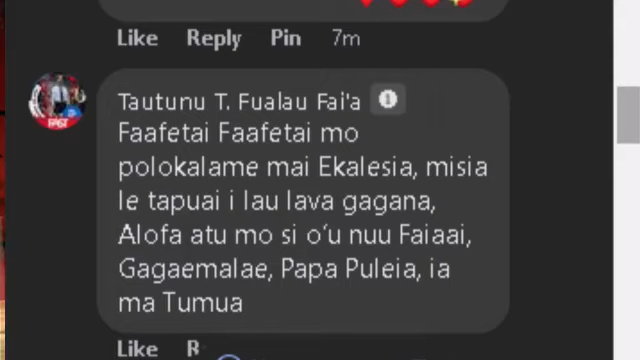 Like Reply Pin 7m
Tautunu T. Fualau Fai'a
Faafetai Faafetai mo
polokalame mai Ekalesia, misia
le tapuai i lau lava gagana,
Alofa atu mo si o‘u nuu Faiaai,
Gagaemalae, Papa Puleia, ia
ma Tumua
Like R
FAST